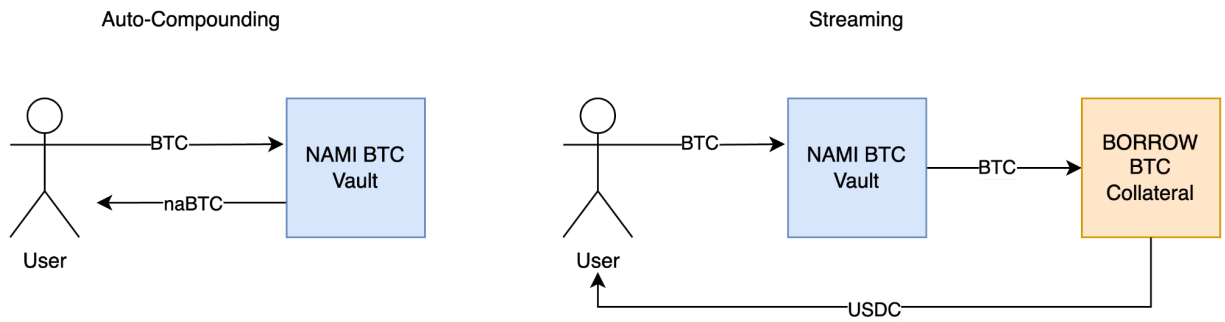 Auto-Compounding
BTC
NAMI BTC
Vault
naBTC
User
Streaming
BTC
NAMI BTC
Vault
BTC
BORROW
BTC
Collateral
User
USDC